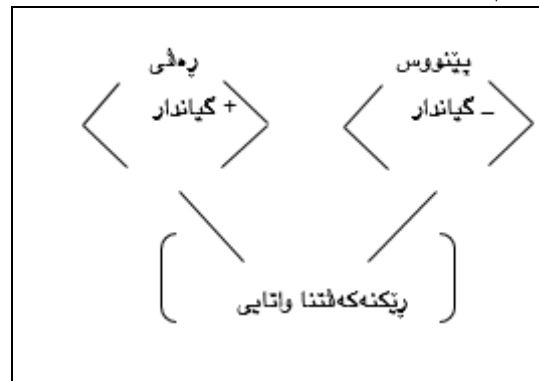 پێنووس ڕەڤی
_ گیاندار + گیاندار
ڕێکنەکەڤتنا واتایی